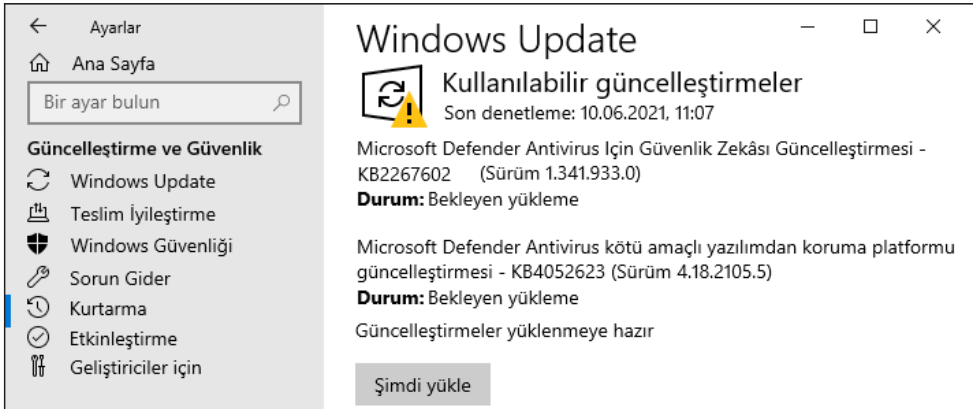 Ayarlar
Ana Sayfa
Bir ayar bulun
Güncelleştirme ve Güvenlik
Windows Update
Teslim İyileştirme
Windows Güvenliği
Sorun Gider
Kurtarma
Etkinleştirme
Geliştiriciler için
Windows Update
Kullanılabilir güncelleştirmeler
Son denetleme: 10.06.2021, 11:07
Microsoft Defender Antivirus Için Güvenlik Zekâsı Güncelleştirmesi -
KB2267602 (Sürüm 1.341.933.0)
Durum: Bekleyen yükleme
Microsoft Defender Antivirus kötü amaçlı yazılımdan koruma platformu
güncelleştirmesi - KB4052623 (Sürüm 4.18.2105.5)
Durum: Bekleyen yükleme
Güncelleştirmeler yüklenmeye hazır
Şimdi yükle